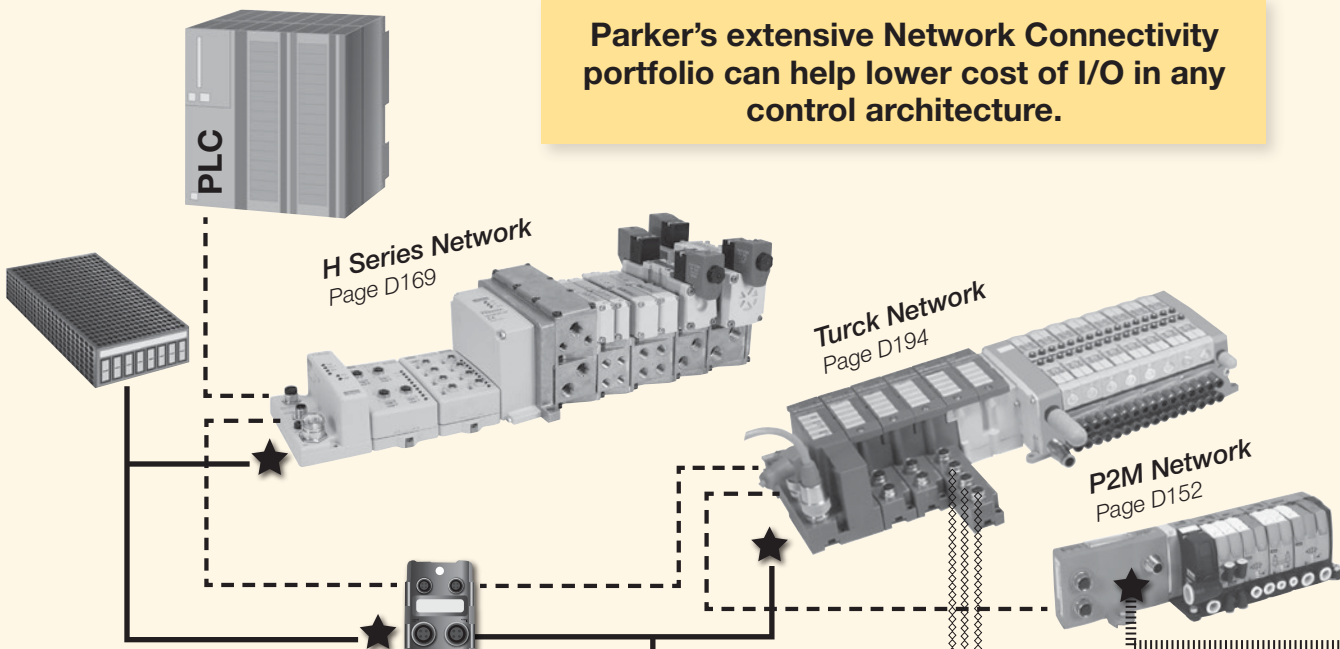 Parker's extensive Network Connectivity
portfolio can help lower cost of I/O in any
control architecture.
PLC
H Series Network
Page D169
Turck Network
Page D194
P2M Network
Page D152